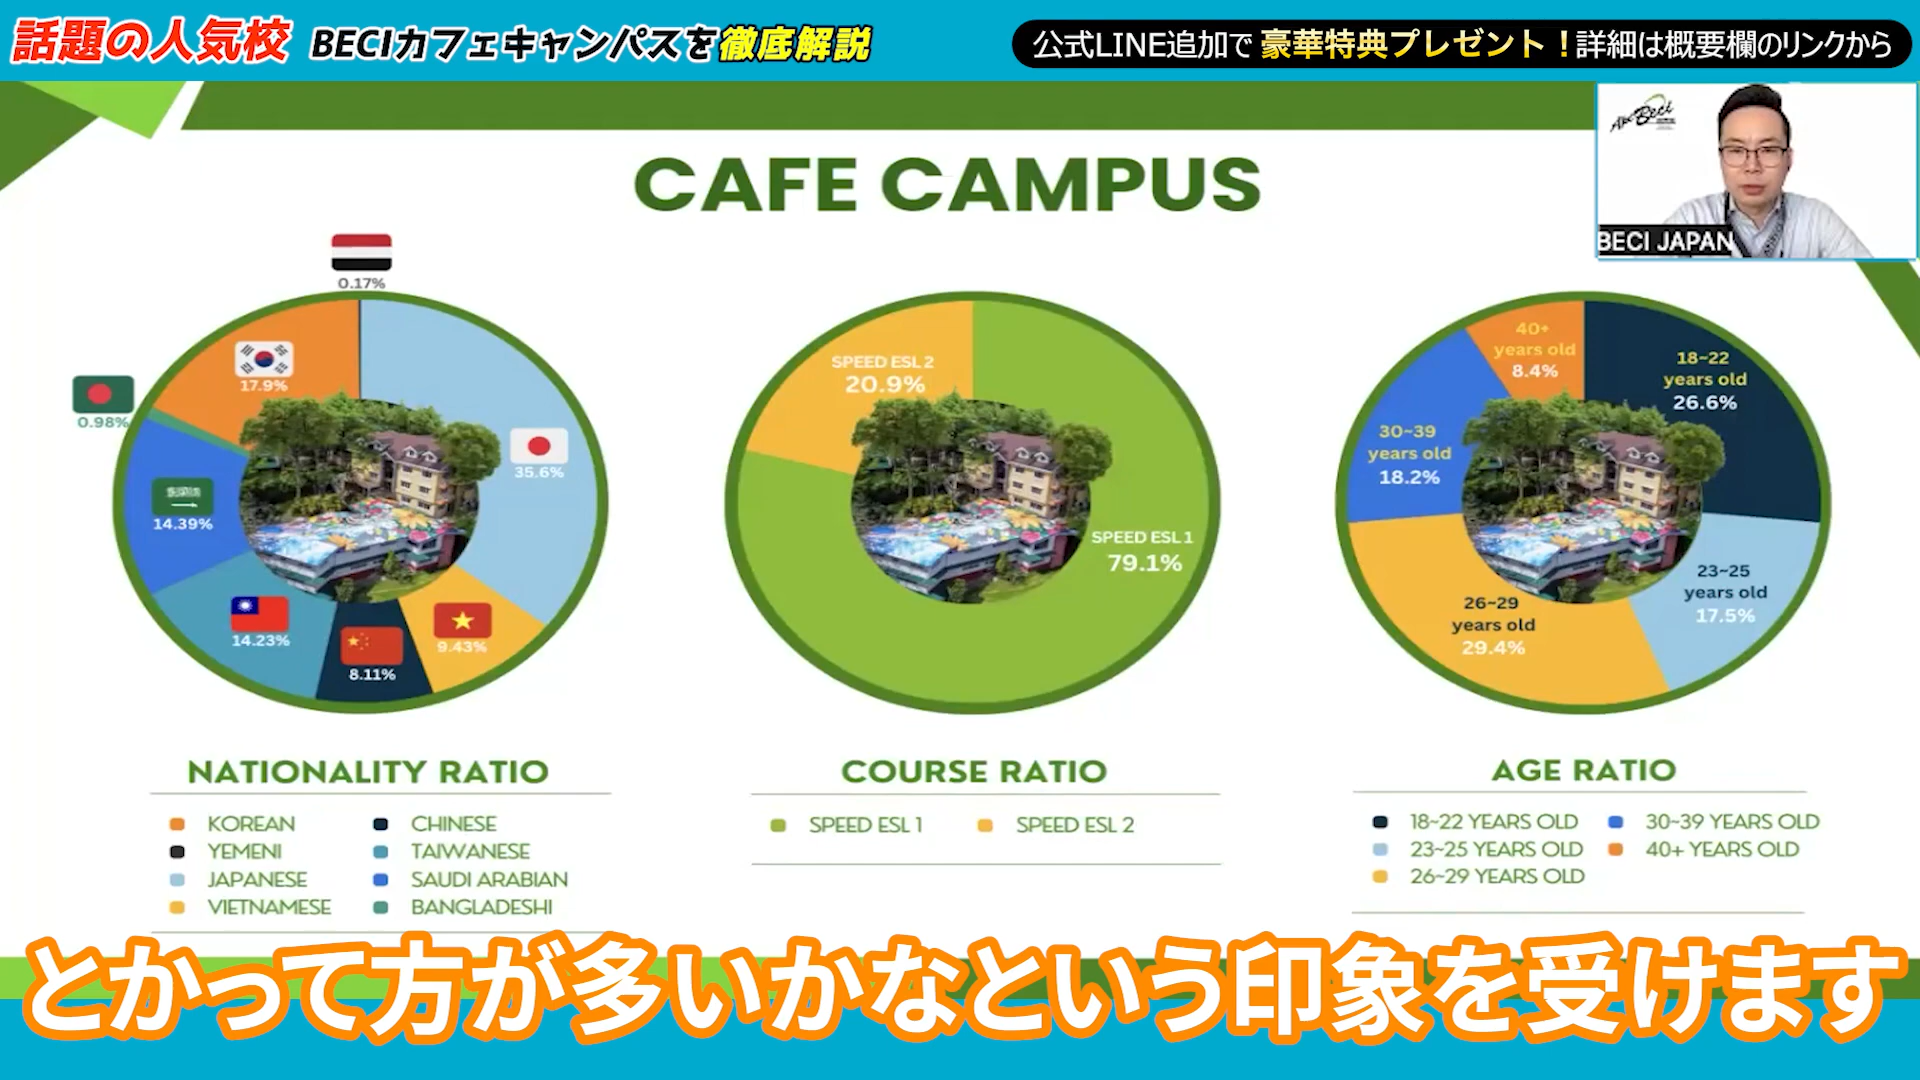 話題の人気校 BECIカフェキャンパスを徹底解説
公式LINE追加で 豪華特典プレゼント！詳細は概要欄のリンクから
Beci
BECI JAPAN
CAFE CAMPUS
0.17%
17.9%
0.98%
35.6%
14.39%
14.23%
8.11%
9.43%
SPEED ESL 2
20.9%
SPEED ESL 1
79.1%
40+
years old
8.4%
18~22
years old
26.6%
30~39
years old
18.2%
23~25
years old
17.5%
26~29
years old
29.4%
NATIONALITY RATIO
KOREAN
CHINESE
YEMENI
TAIWANESE
JAPANESE
SAUDI ARABIAN
VIETNAMESE
BANGLADESHI
COURSE RATIO
SPEED ESL 1
SPEED ESL 2
AGE RATIO
18~22 YEARS OLD
30~39 YEARS OLD
23~25 YEARS OLD
40+ YEARS OLD
26~29 YEARS OLD
とかって方が多いかなという印象を受けます